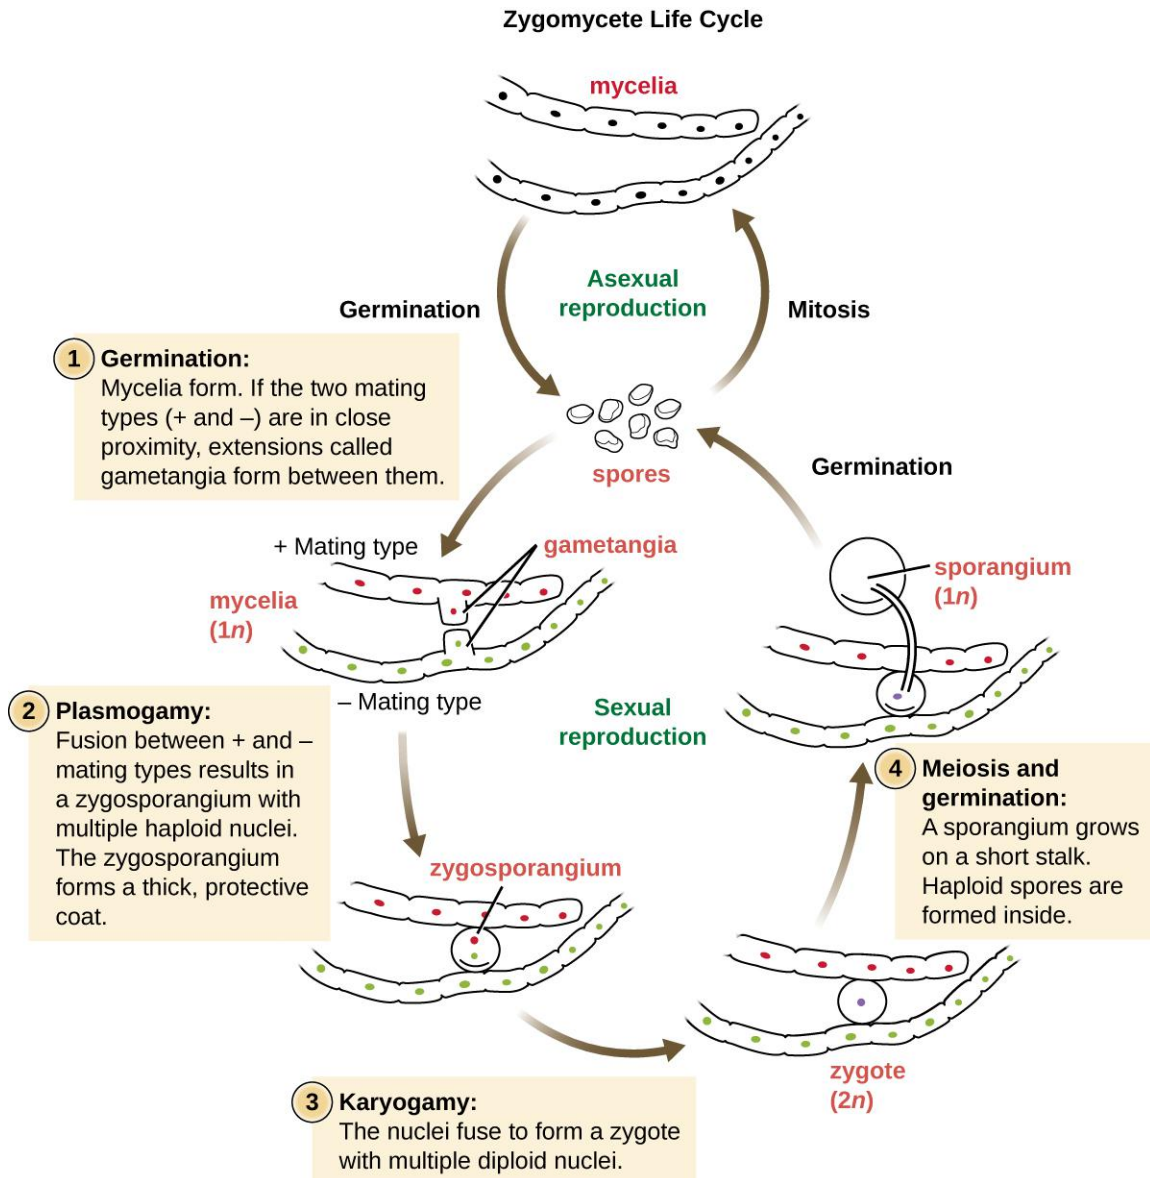 Zygomycete Life Cycle
mycelia
Asexual
reproduction
Germination
Mitosis
1 Germination:
Mycelia form. If the two mating
types (+ and –) are in close
proximity, extensions called
gametangia form between them.
spores
Germination
+ Mating type
gametangia
mycelia
(1n)
sporangium
(1n)
– Mating type
2 Plasmogamy:
Fusion between + and –
mating types results in
a zygosporangium with
multiple haploid nuclei.
The zygosporangium
forms a thick, protective
coat.
Sexual
reproduction
4 Meiosis and
germination:
A sporangium grows
on a short stalk.
Haploid spores are
formed inside.
zygosporangium
zygote
(2n)
3 Karyogamy:
The nuclei fuse to form a zygote
with multiple diploid nuclei.